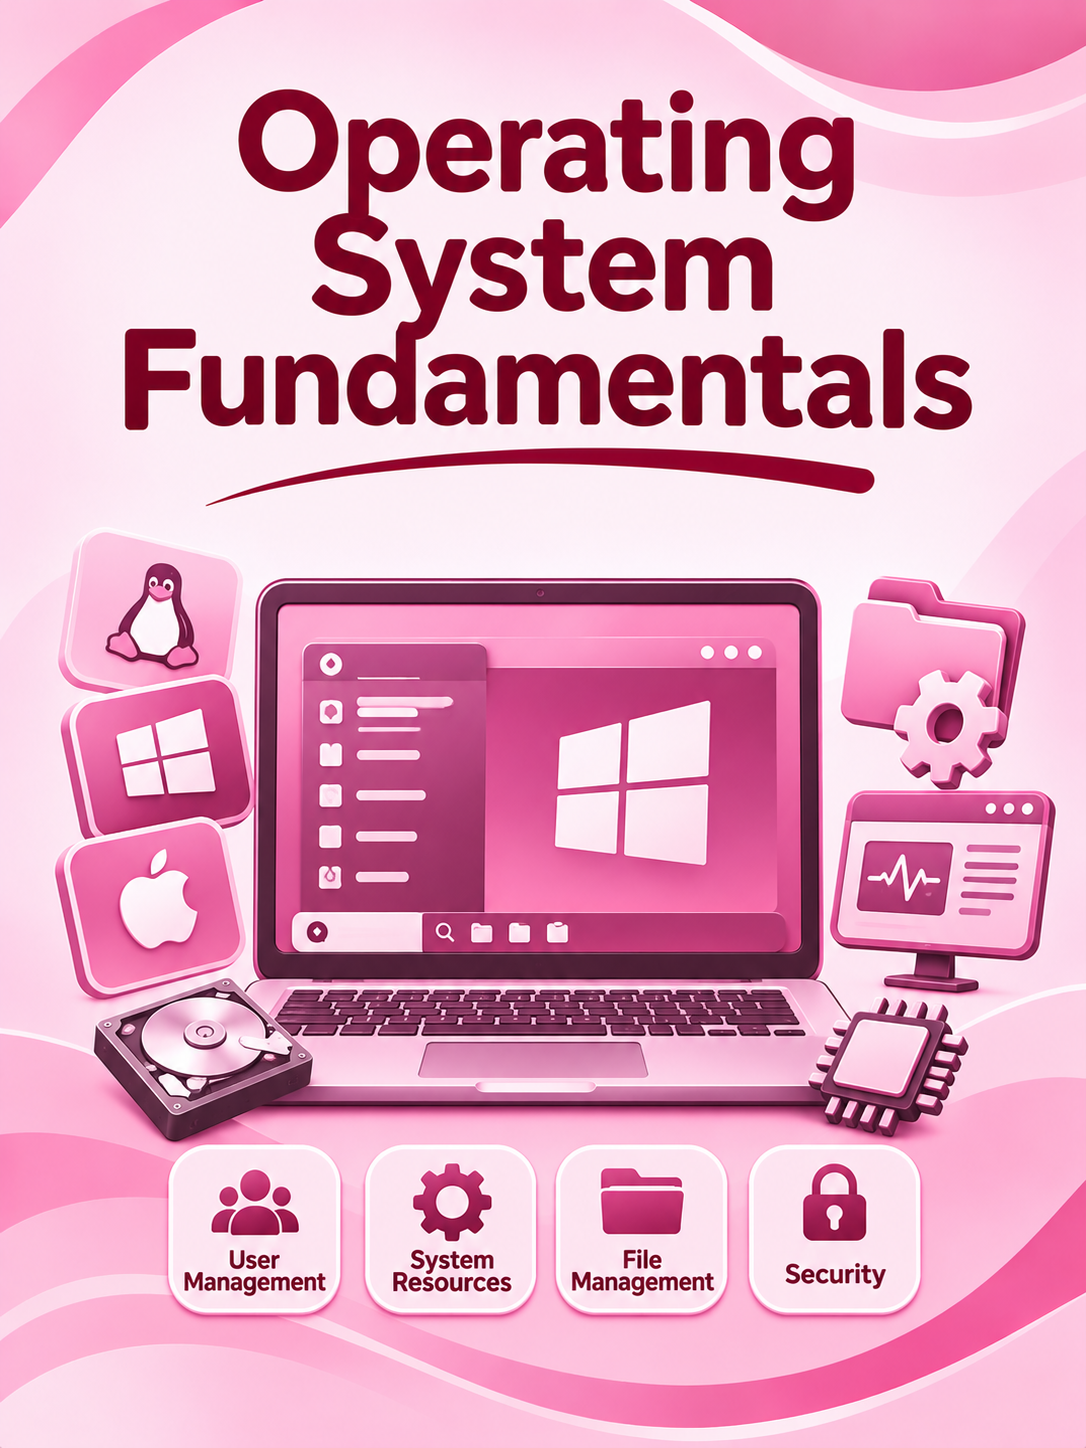 Operating
System
Fundamentals
User
Management
System
Resources
File
Management
Security